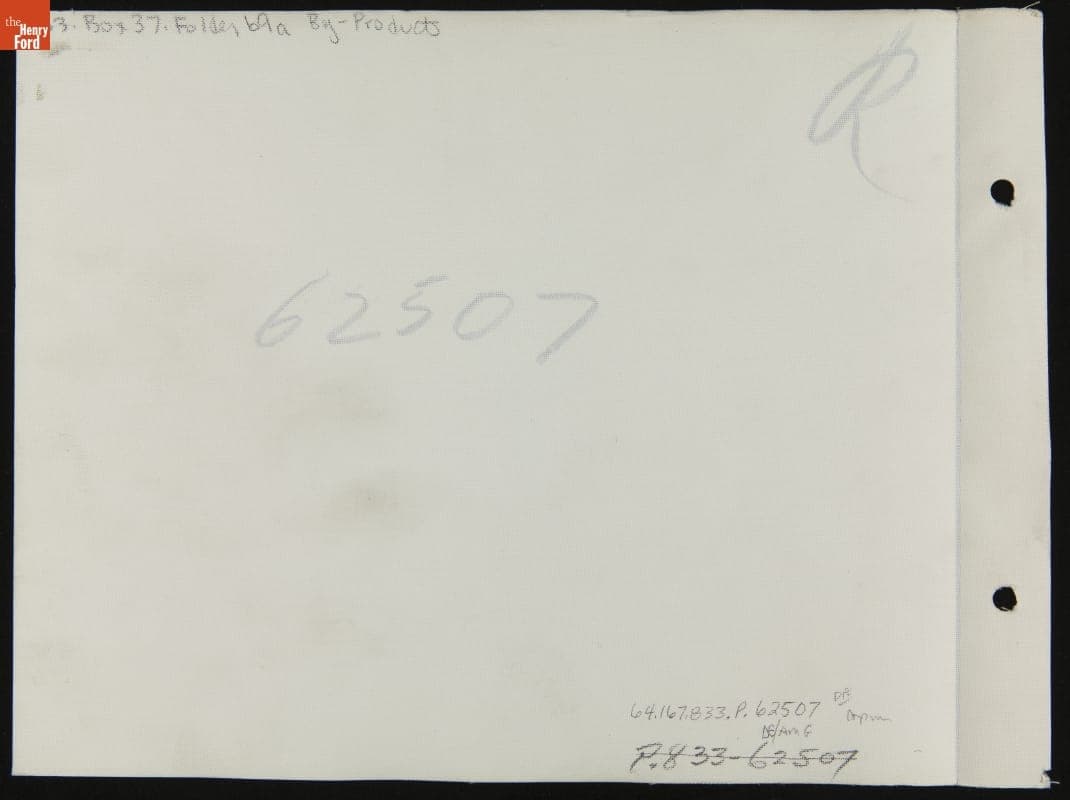 the
Henry
Ford
3. Box 37. Folder 69a By-Products
R
62507
64.167.833.P.62507
P.833-62507